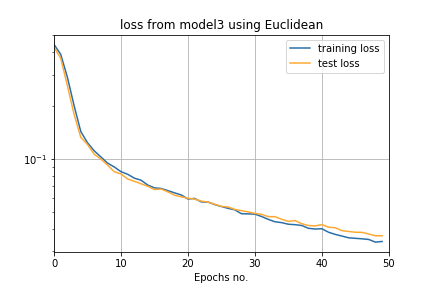 loss from model3 using Euclidean
training loss
test loss
10⁻¹
0 10 20 30 40 50
Epochs no.